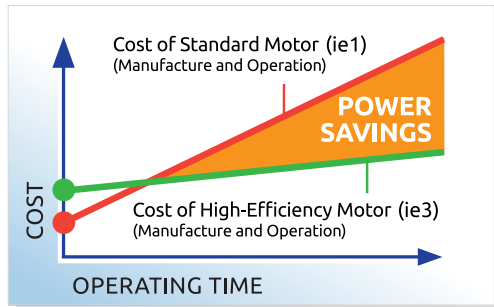 Cost of Standard Motor (ie1)
(Manufacture and Operation)
POWER
SAVINGS
Cost of High-Efficiency Motor (ie3)
(Manufacture and Operation)
COST
OPERATING TIME